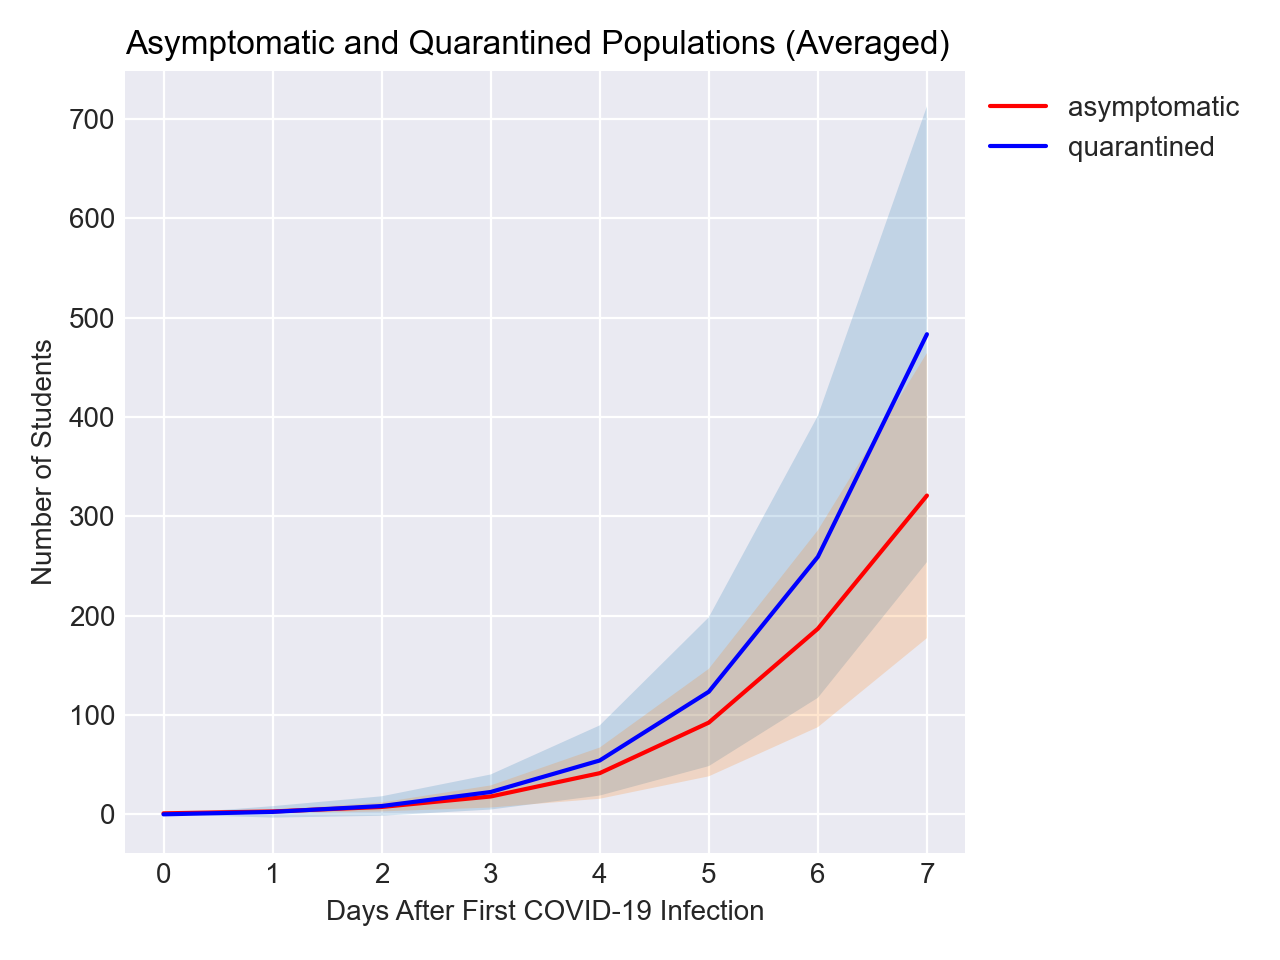 Asymptomatic and Quarantined Populations (Averaged)
asymptomatic
quarantined
700
600
500
400
300
200
100
0
Number of Students
0 1 2 3 4 5 6 7
Days After First COVID-19 Infection